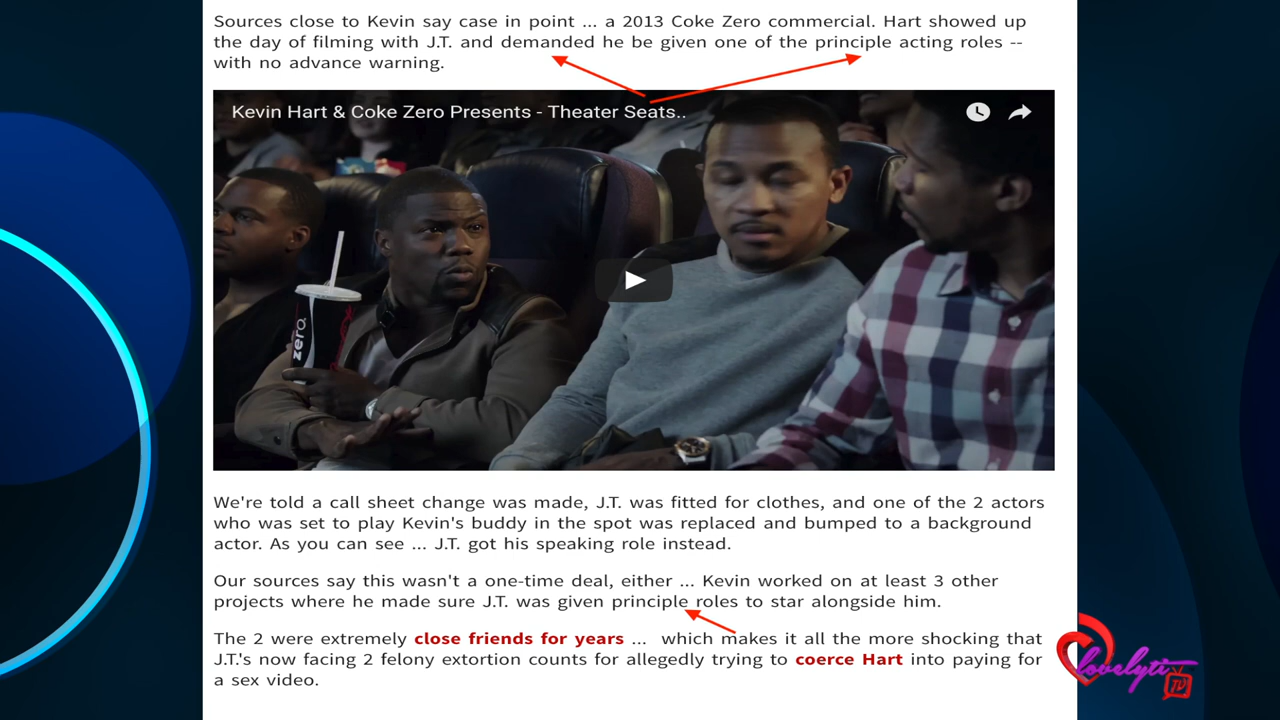 Sources close to Kevin say case in point ... a 2013 Coke Zero commercial. Hart showed up
the day of filming with J.T. and demanded he be given one of the principle acting roles --
with no advance warning.
Kevin Hart & Coke Zero Presents - Theater Seats..
zero
We're told a call sheet change was made, J.T. was fitted for clothes, and one of the 2 actors
who was set to play Kevin's buddy in the spot was replaced and bumped to a background
actor. As you can see ... J.T. got his speaking role instead.
Our sources say this wasn't a one-time deal, either ... Kevin worked on at least 3 other
projects where he made sure J.T. was given principle roles to star alongside him.
The 2 were extremely close friends for years ... which makes it all the more shocking that
J.T.'s now facing 2 felony extortion counts for allegedly trying to coerce Hart into paying for
a sex video.
lovelyti
TV